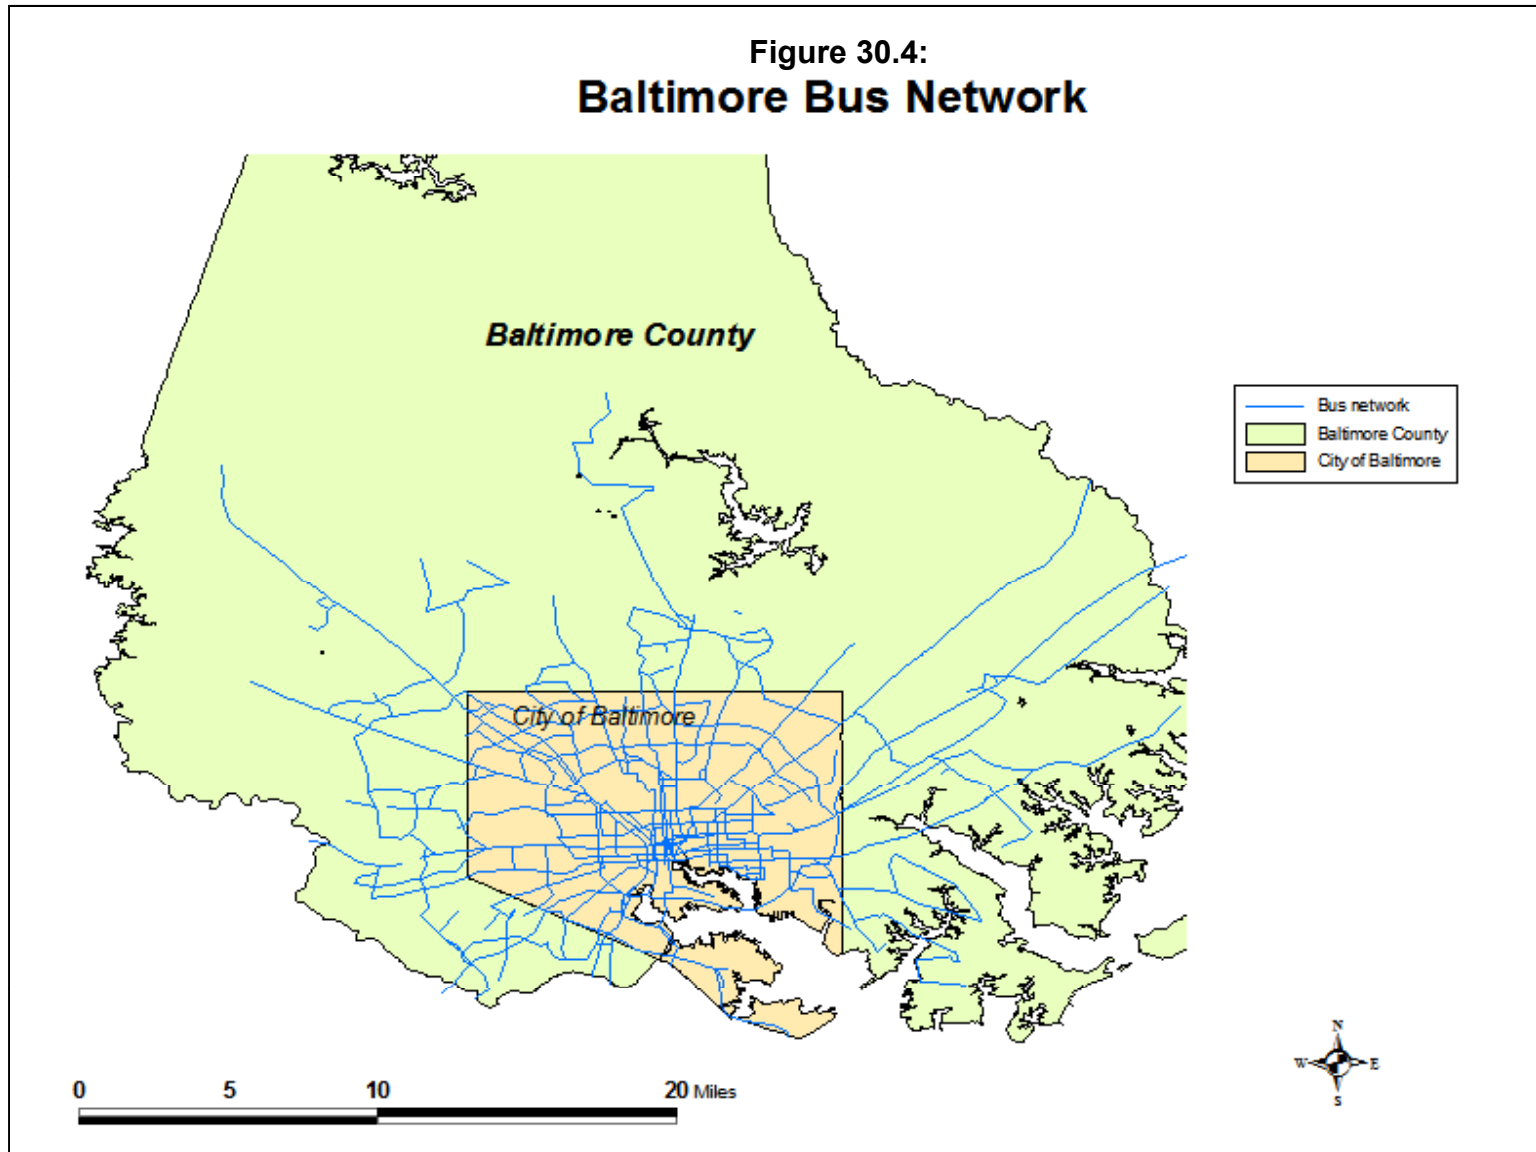 Figure 30.4:
Baltimore Bus Network
Baltimore County
Bus network
Baltimore County
City of Baltimore
City of Baltimore
N
W E
S
0 5 10 20 Miles